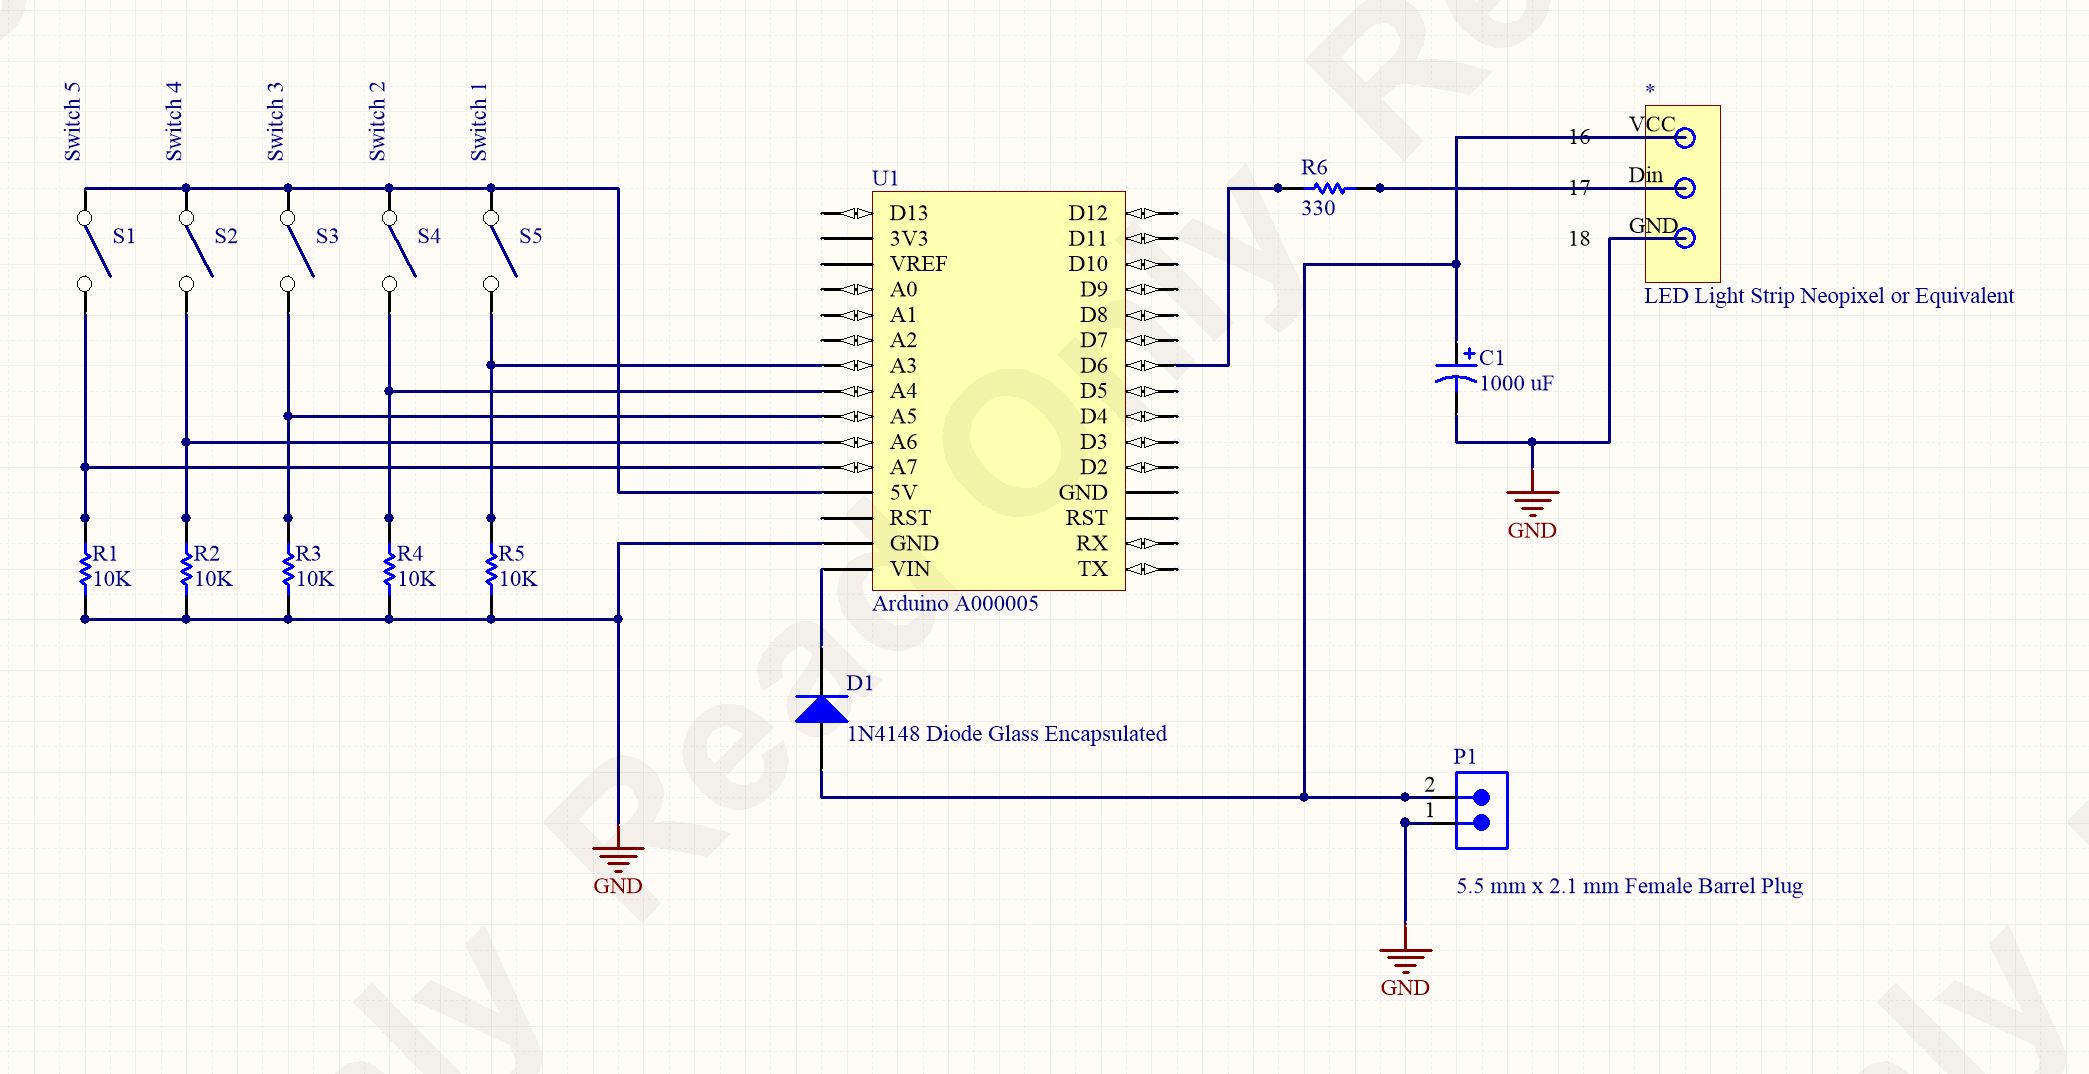 Switch 5
Switch 4
Switch 3
Switch 2
Switch 1
S1
S2
S3
S4
S5
R1
10K
R2
10K
R3
10K
R4
10K
R5
10K
GND
U1
D13
3V3
VREF
A0
A1
A2
A3
A4
A5
A6
A7
5V
RST
GND
VIN
D12
D11
D10
D9
D8
D7
D6
D5
D4
D3
D2
GND
RST
RX
TX
Arduino A000005
D1
1N4148 Diode Glass Encapsulated
R6
330
*
16 VCC
17 Din
18 GND
LED Light Strip Neopixel or Equivalent
+ C1
1000 uF
GND
P1
2
1
5.5 mm x 2.1 mm Female Barrel Plug
GND
Read Only